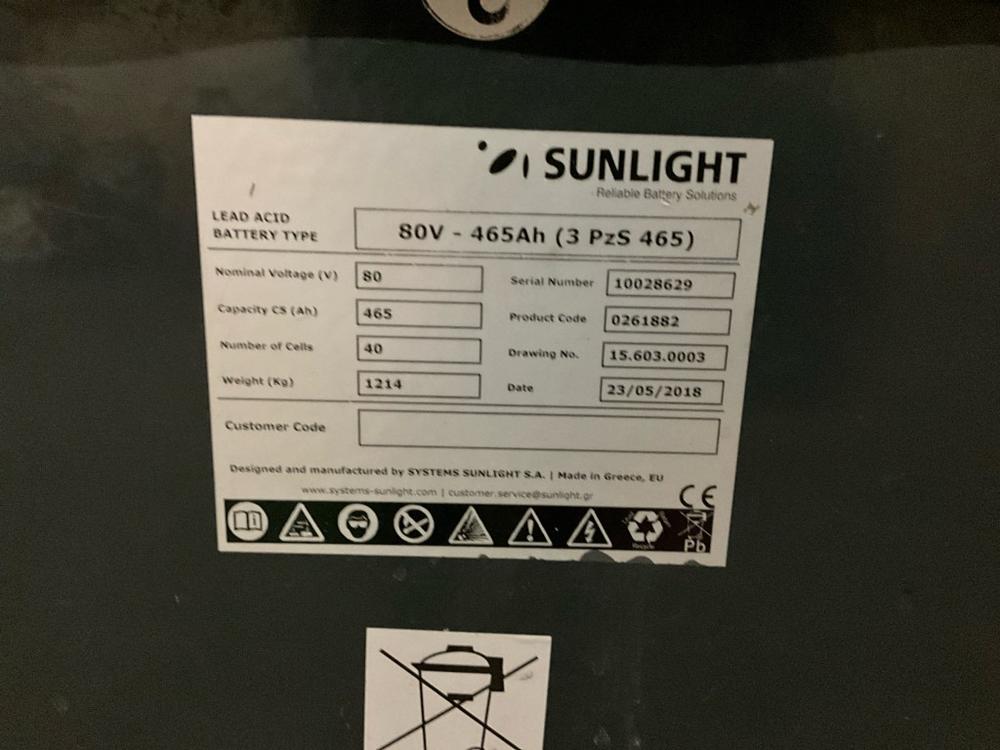 SUNLIGHT
Reliable Battery Solutions
LEAD ACID
BATTERY TYPE
80V - 465Ah (3 PzS 465)
Nominal Voltage (V) 80 Serial Number 10028629
Capacity C5 (Ah) 465 Product Code 0261882
Number of Cells 40 Drawing No. 15.603.0003
Weight (Kg) 1214 Date 23/05/2018
Customer Code
Designed and manufactured by SYSTEMS SUNLIGHT S.A. | Made in Greece, EU
www.systems-sunlight.com | customer.service@sunlight.gr
CE
Recycle
Pb